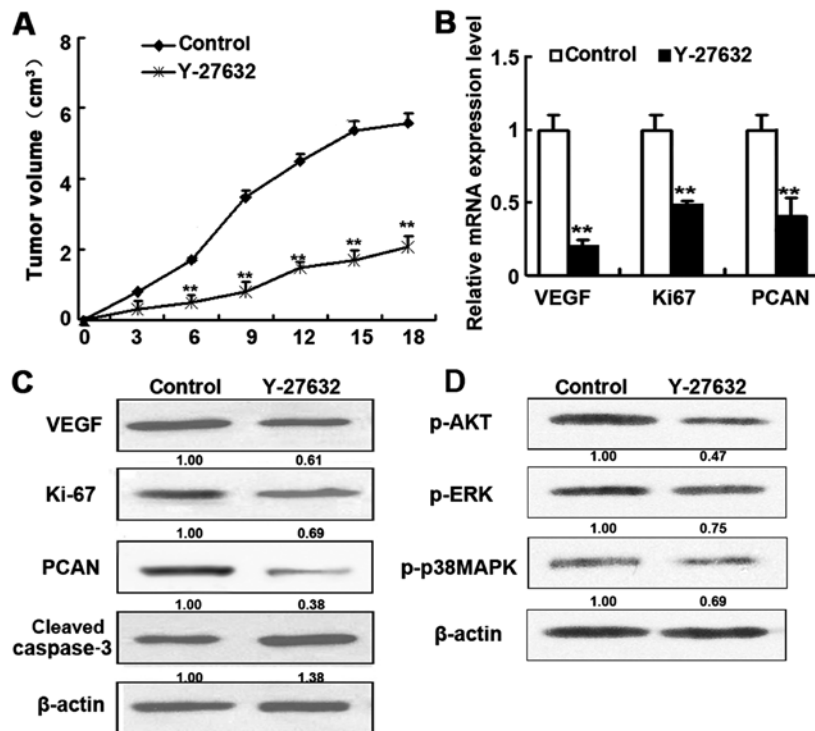 A
Tumor volume (cm³)
8
6
4
2
0
Control
Y-27632
** ** ** ** **
0 3 6 9 12 15 18
B
Relative mRNA expression level
1.5
1
0.5
0
Control Y-27632
** ** **
VEGF Ki67 PCAN
C
Control Y-27632
VEGF
1.00 0.61
Ki-67
1.00 0.69
PCAN
1.00 0.38
Cleaved
caspase-3
1.00 1.38
β-actin
D
Control Y-27632
p-AKT
1.00 0.47
p-ERK
1.00 0.75
p-p38MAPK
1.00 0.69
β-actin